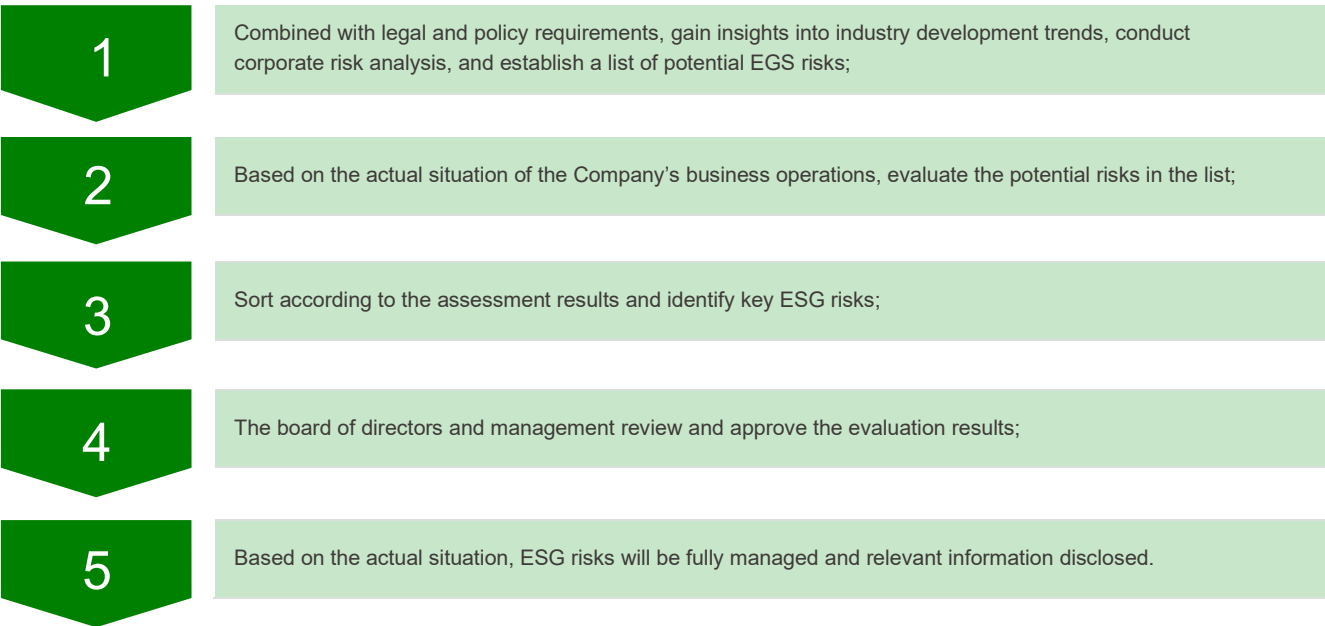 1
Combined with legal and policy requirements, gain insights into industry development trends, conduct
corporate risk analysis, and establish a list of potential EGS risks;
2
Based on the actual situation of the Company’s business operations, evaluate the potential risks in the list;
3
Sort according to the assessment results and identify key ESG risks;
4
The board of directors and management review and approve the evaluation results;
5
Based on the actual situation, ESG risks will be fully managed and relevant information disclosed.